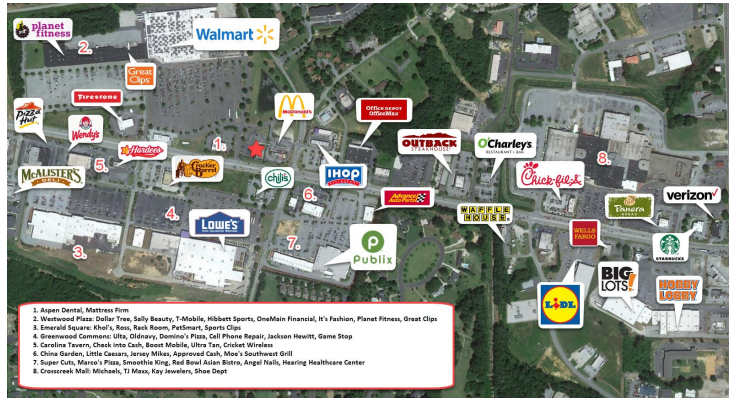 planet fitness
Walmart
2.
Great Clips
Firestone
McDonald's
Office DEPOT
OfficeMax
Pizza Hut
Wendy's
1.
Hardees
OUTBACK
STEAKHOUSE
O'Charley's
RESTAURANT + BAR
8.
McALISTER'S
DELI
5.
Cracker Barrel
chili's
IHOP
RESTAURANT
Chick-fil-A
6.
Advance
Auto Parts
WAFFLE
HOUSE
Panera
BREAD
verizon
4.
LOWE'S
WELLS
FARGO
STARBUCKS
3.
7.
Publix
LIDL
BIG
LOTS!
HOBBY
LOBBY
1. Aspen Dental, Mattress Firm
2. Westwood Plaza: Dollar Tree, Sally Beauty, T-Mobile, Hibbett Sports, OneMain Financial, It's Fashion, Planet Fitness, Great Clips
3. Emerald Square: Khol's, Ross, Rack Room, PetSmart, Sports Clips
4. Greenwood Commons: Ulta, Oldnavy, Domino's Pizza, Cell Phone Repair, Jackson Hewitt, Game Stop
5. Carolina Tavern, Check into Cash, Boost Mobile, Ultra Tan, Cricket Wireless
6. China Garden, Little Caesars, Jersey Mikes, Approved Cash, Moe's Southwest Grill
7. Super Cuts, Marco's Pizza, Smoothie King, Red Bowl Asian Bistro, Angel Nails, Hearing Healthcare Center
8. Crosscreek Mall: Michaels, TJ Maxx, Kay Jewelers, Shoe Dept